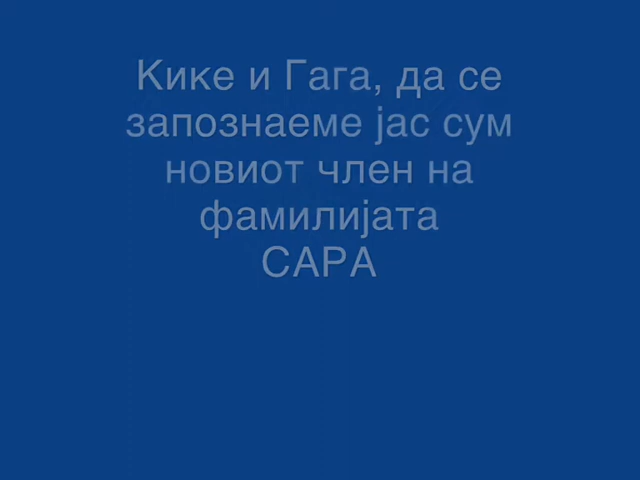 Кике и Гага, да се
запознаеме јас сум
новиот член на
фамилијата
САРА